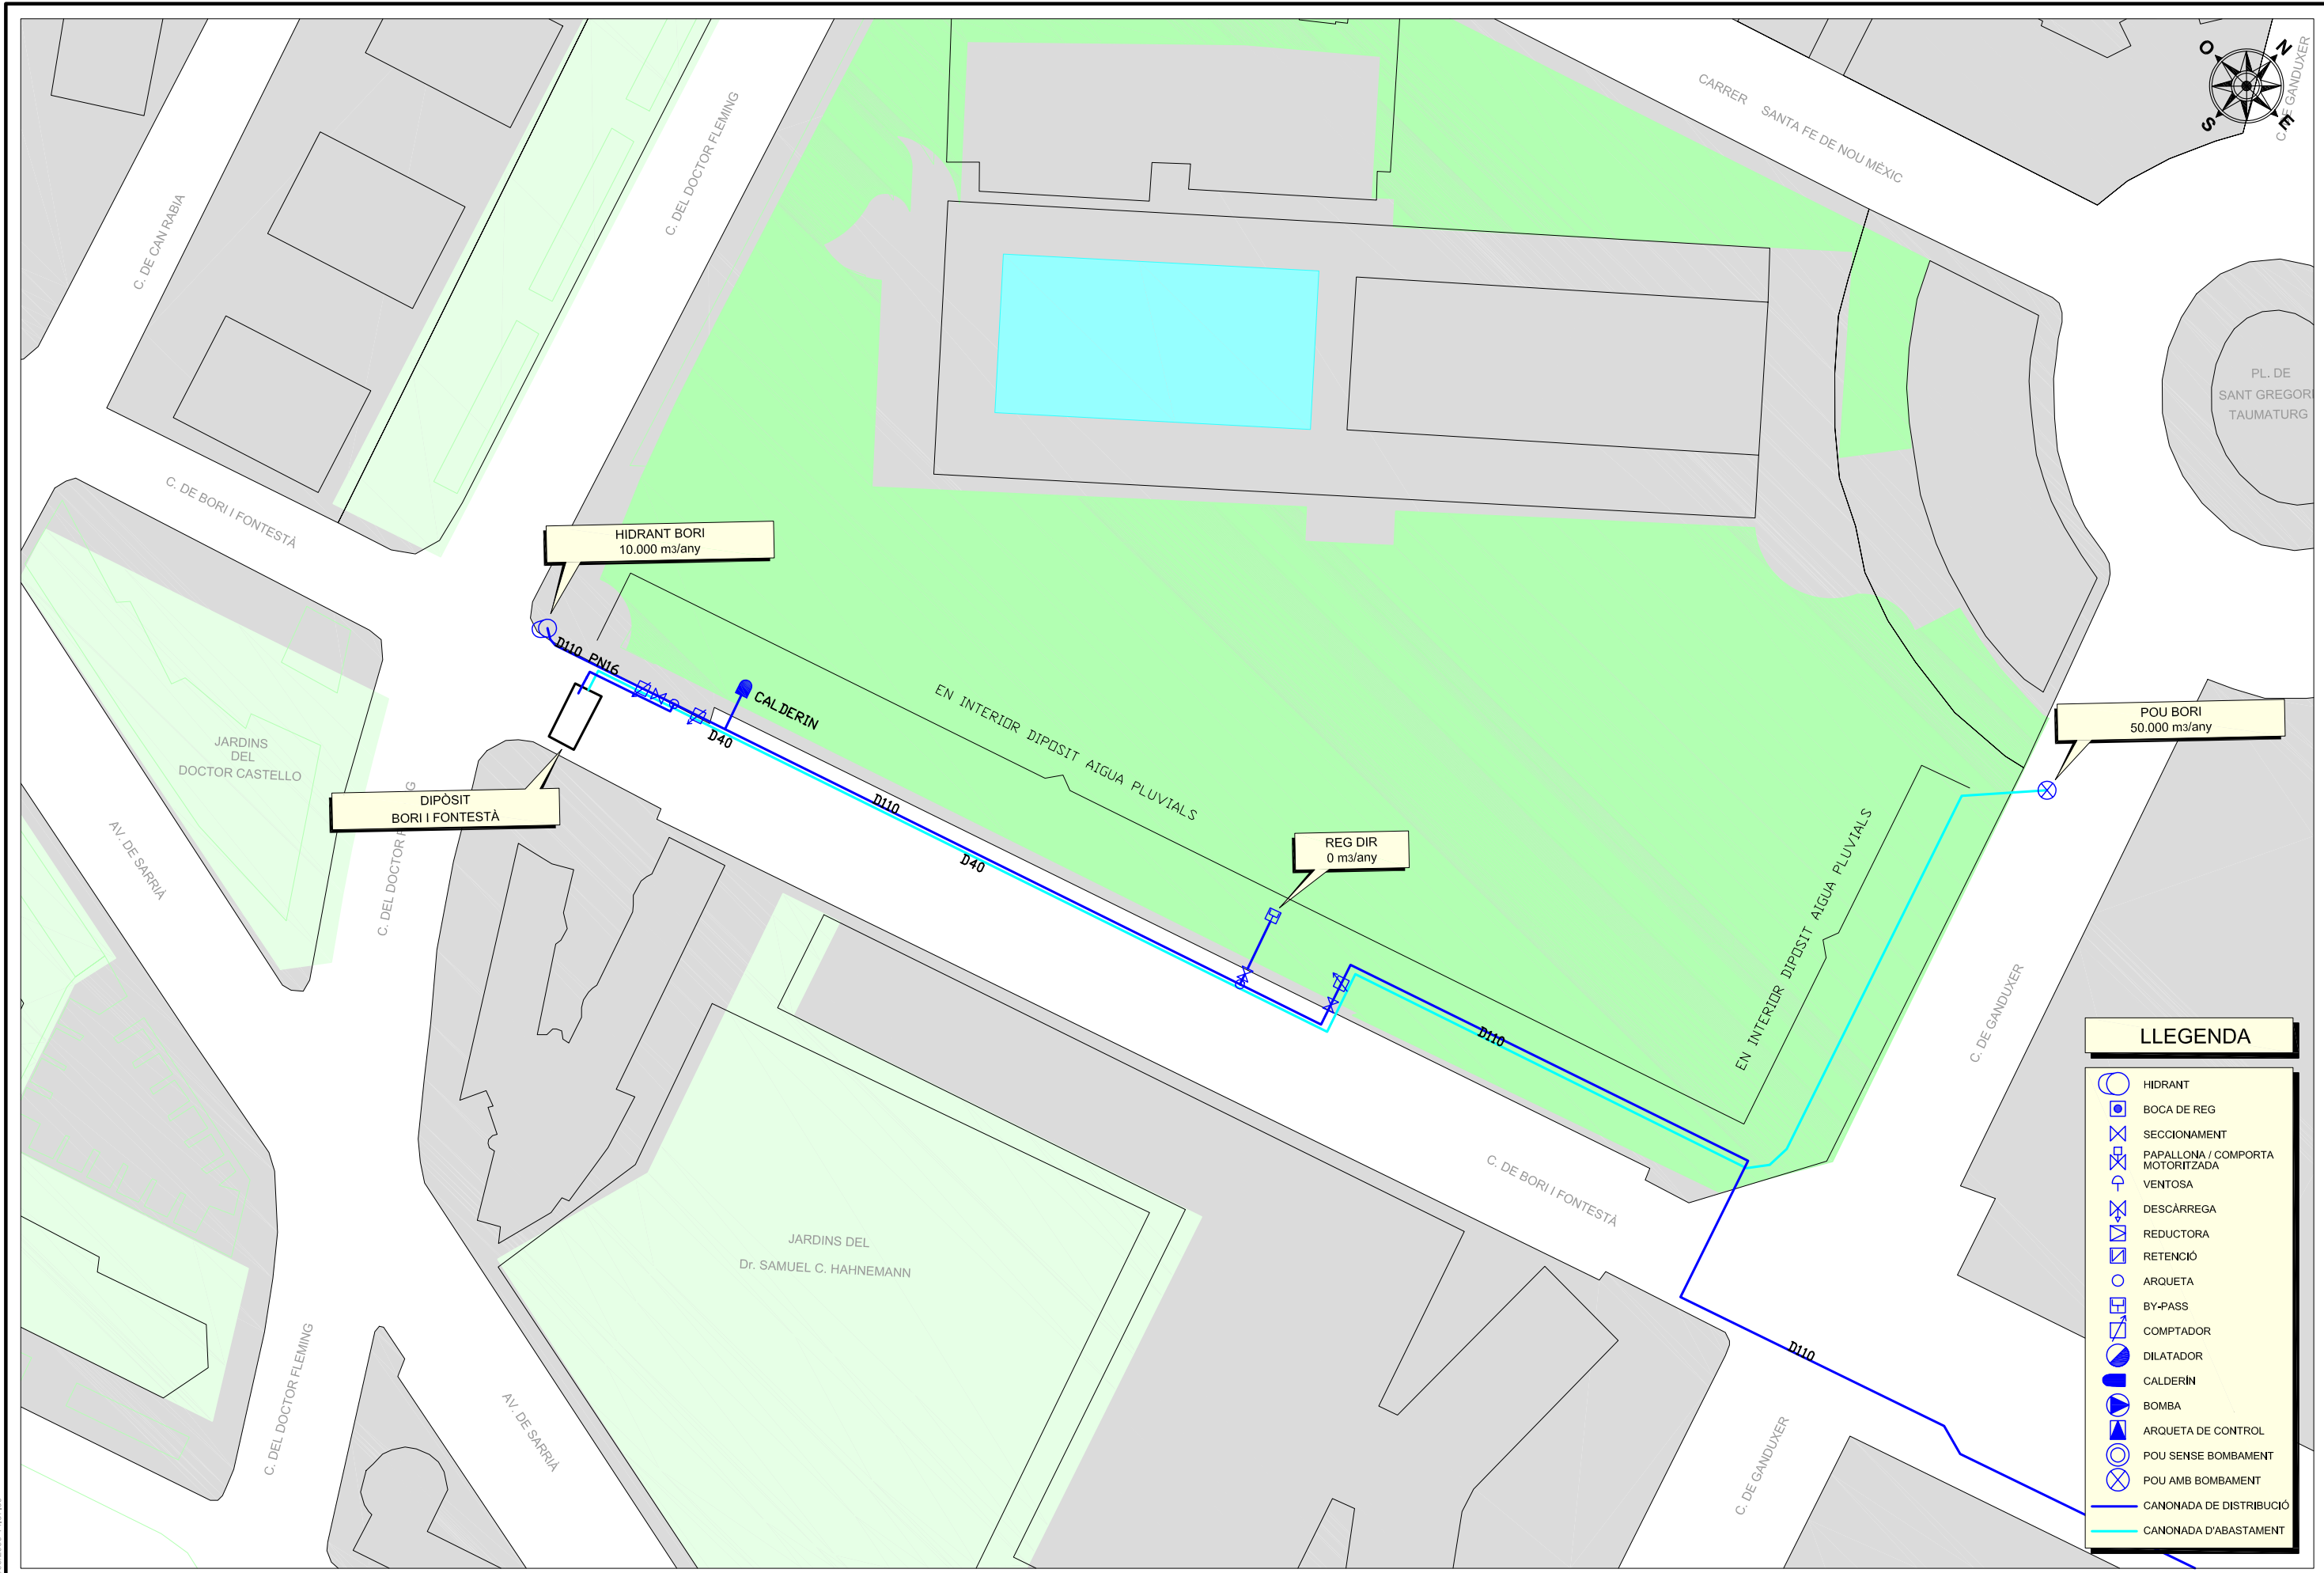 O
N
S
E
C. DE GANDUXER
CARRER SANTA FE DE NOU MÈXIC
C. DEL DOCTOR FLEMING
C. DE CAN RABIA
PL. DE
SANT GREGORI
TAUMATURG
C. DE BORI I FONTESTÀ
HIDRANT BORI
10.000 m3/any
D110 PN16
CALDERIN
D40
EN INTERIOR DIPOSIT AIGUA PLUVIALS
POU BORI
50.000 m3/any
JARDINS
DEL
DOCTOR CASTELLO
DIPÒSIT
BORI I FONTESTÀ
D110
D40
REG DIR
0 m3/any
AV. DE SARRIÀ
C. DEL DOCTOR F
G
EN INTERIOR DIPOSIT AIGUA PLUVIALS
C. DE GANDUXER
D110
C. DE BORI I FONTESTÀ
JARDINS DEL
Dr. SAMUEL C. HAHNEMANN
C. DEL DOCTOR FLEMING
AV. DE SARRIÀ
D110
C. DE GANDUXER
LLEGENDA
HIDRANT
BOCA DE REG
SECCIONAMENT
PAPALLONA / COMPORTA
MOTORITZADA
VENTOSA
DESCÀRREGA
REDUCTORA
RETENCIÓ
ARQUETA
BY-PASS
COMPTADOR
DILATADOR
CALDERÍN
BOMBA
ARQUETA DE CONTROL
POU SENSE BOMBAMENT
POU AMB BOMBAMENT
CANONADA DE DISTRIBUCIÓ
CANONADA D'ABASTAMENT